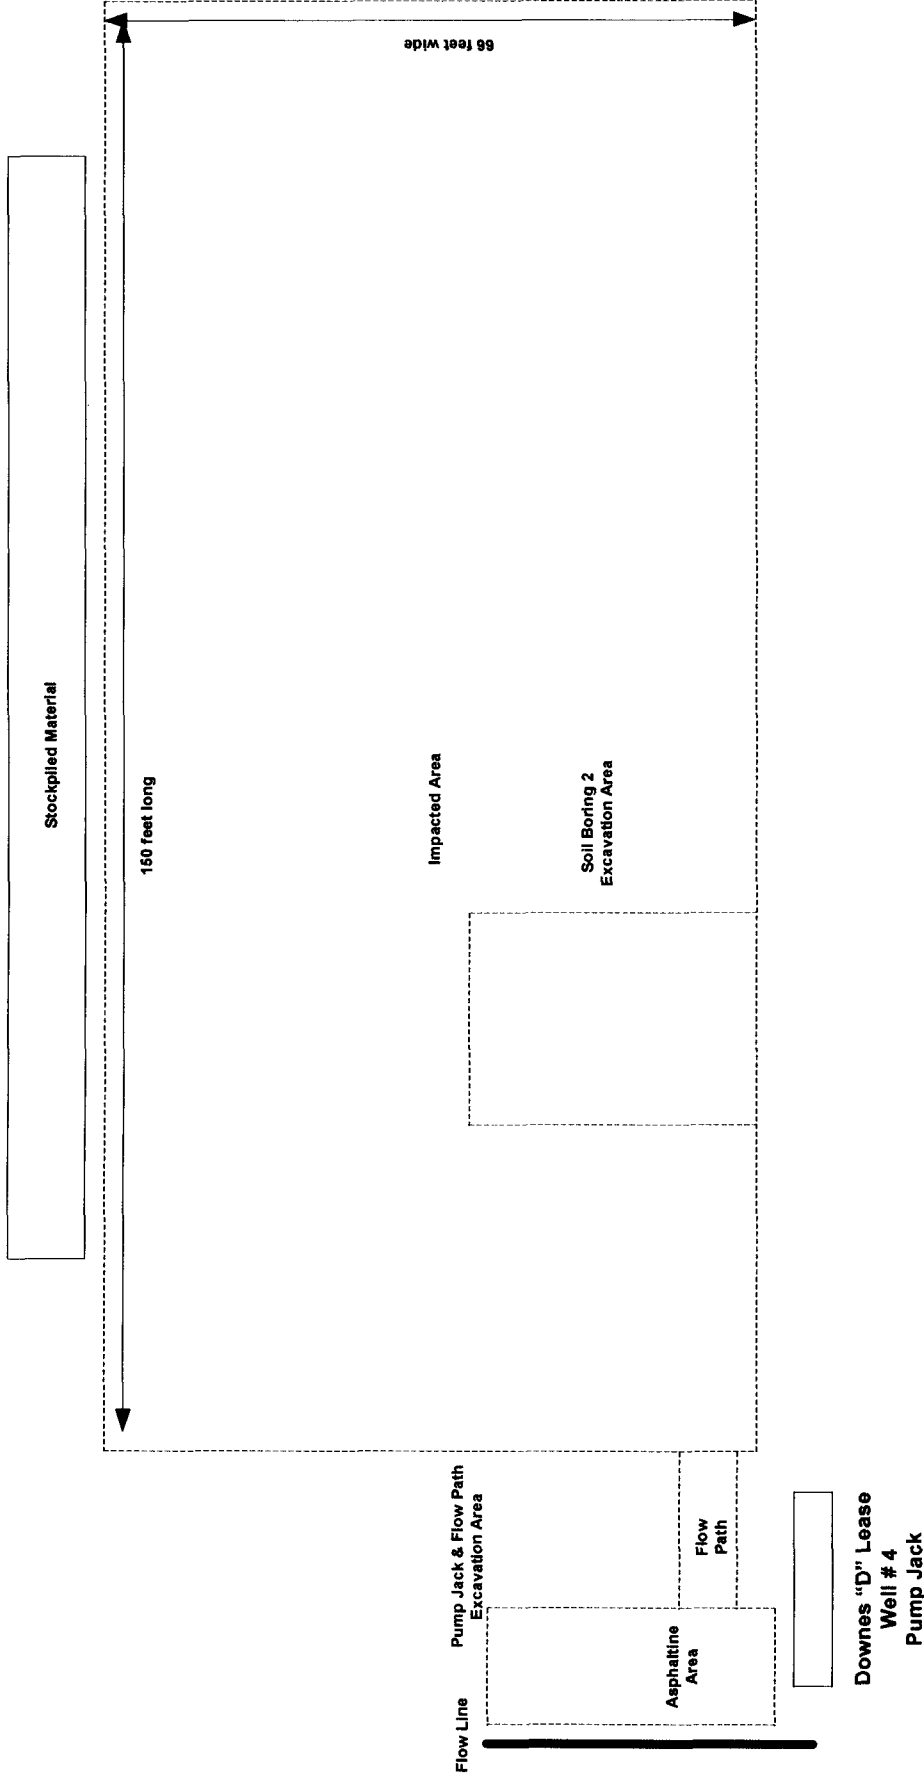 Stockpiled Material
150 feet long
66 feet wide
Impacted Area
Flow Line
Pump Jack & Flow Path
Excavation Area
Soil Boring 2
Excavation Area
Asphaltine
Area
Flow
Path
Downes “D” Lease
Well # 4
Pump Jack